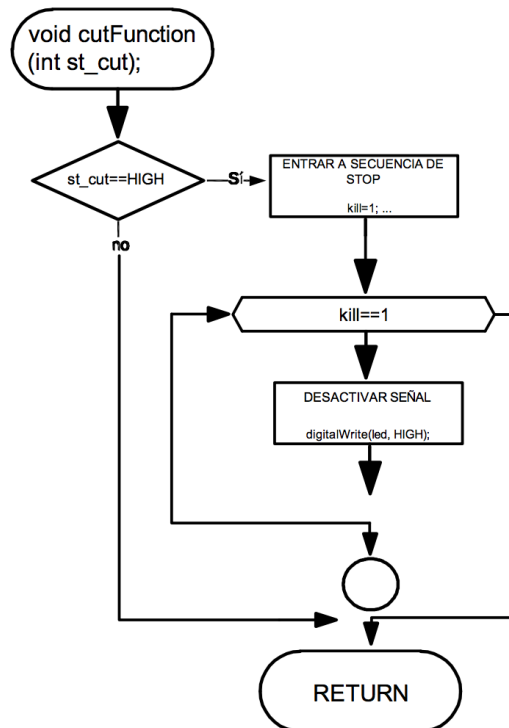 void cutFunction
(int st_cut);
st_cut==HIGH
Sí
ENTRAR A SECUENCIA DE
STOP
kill=1; ...
no
kill==1
DESACTIVAR SEÑAL
digitalWrite(led, HIGH);
RETURN